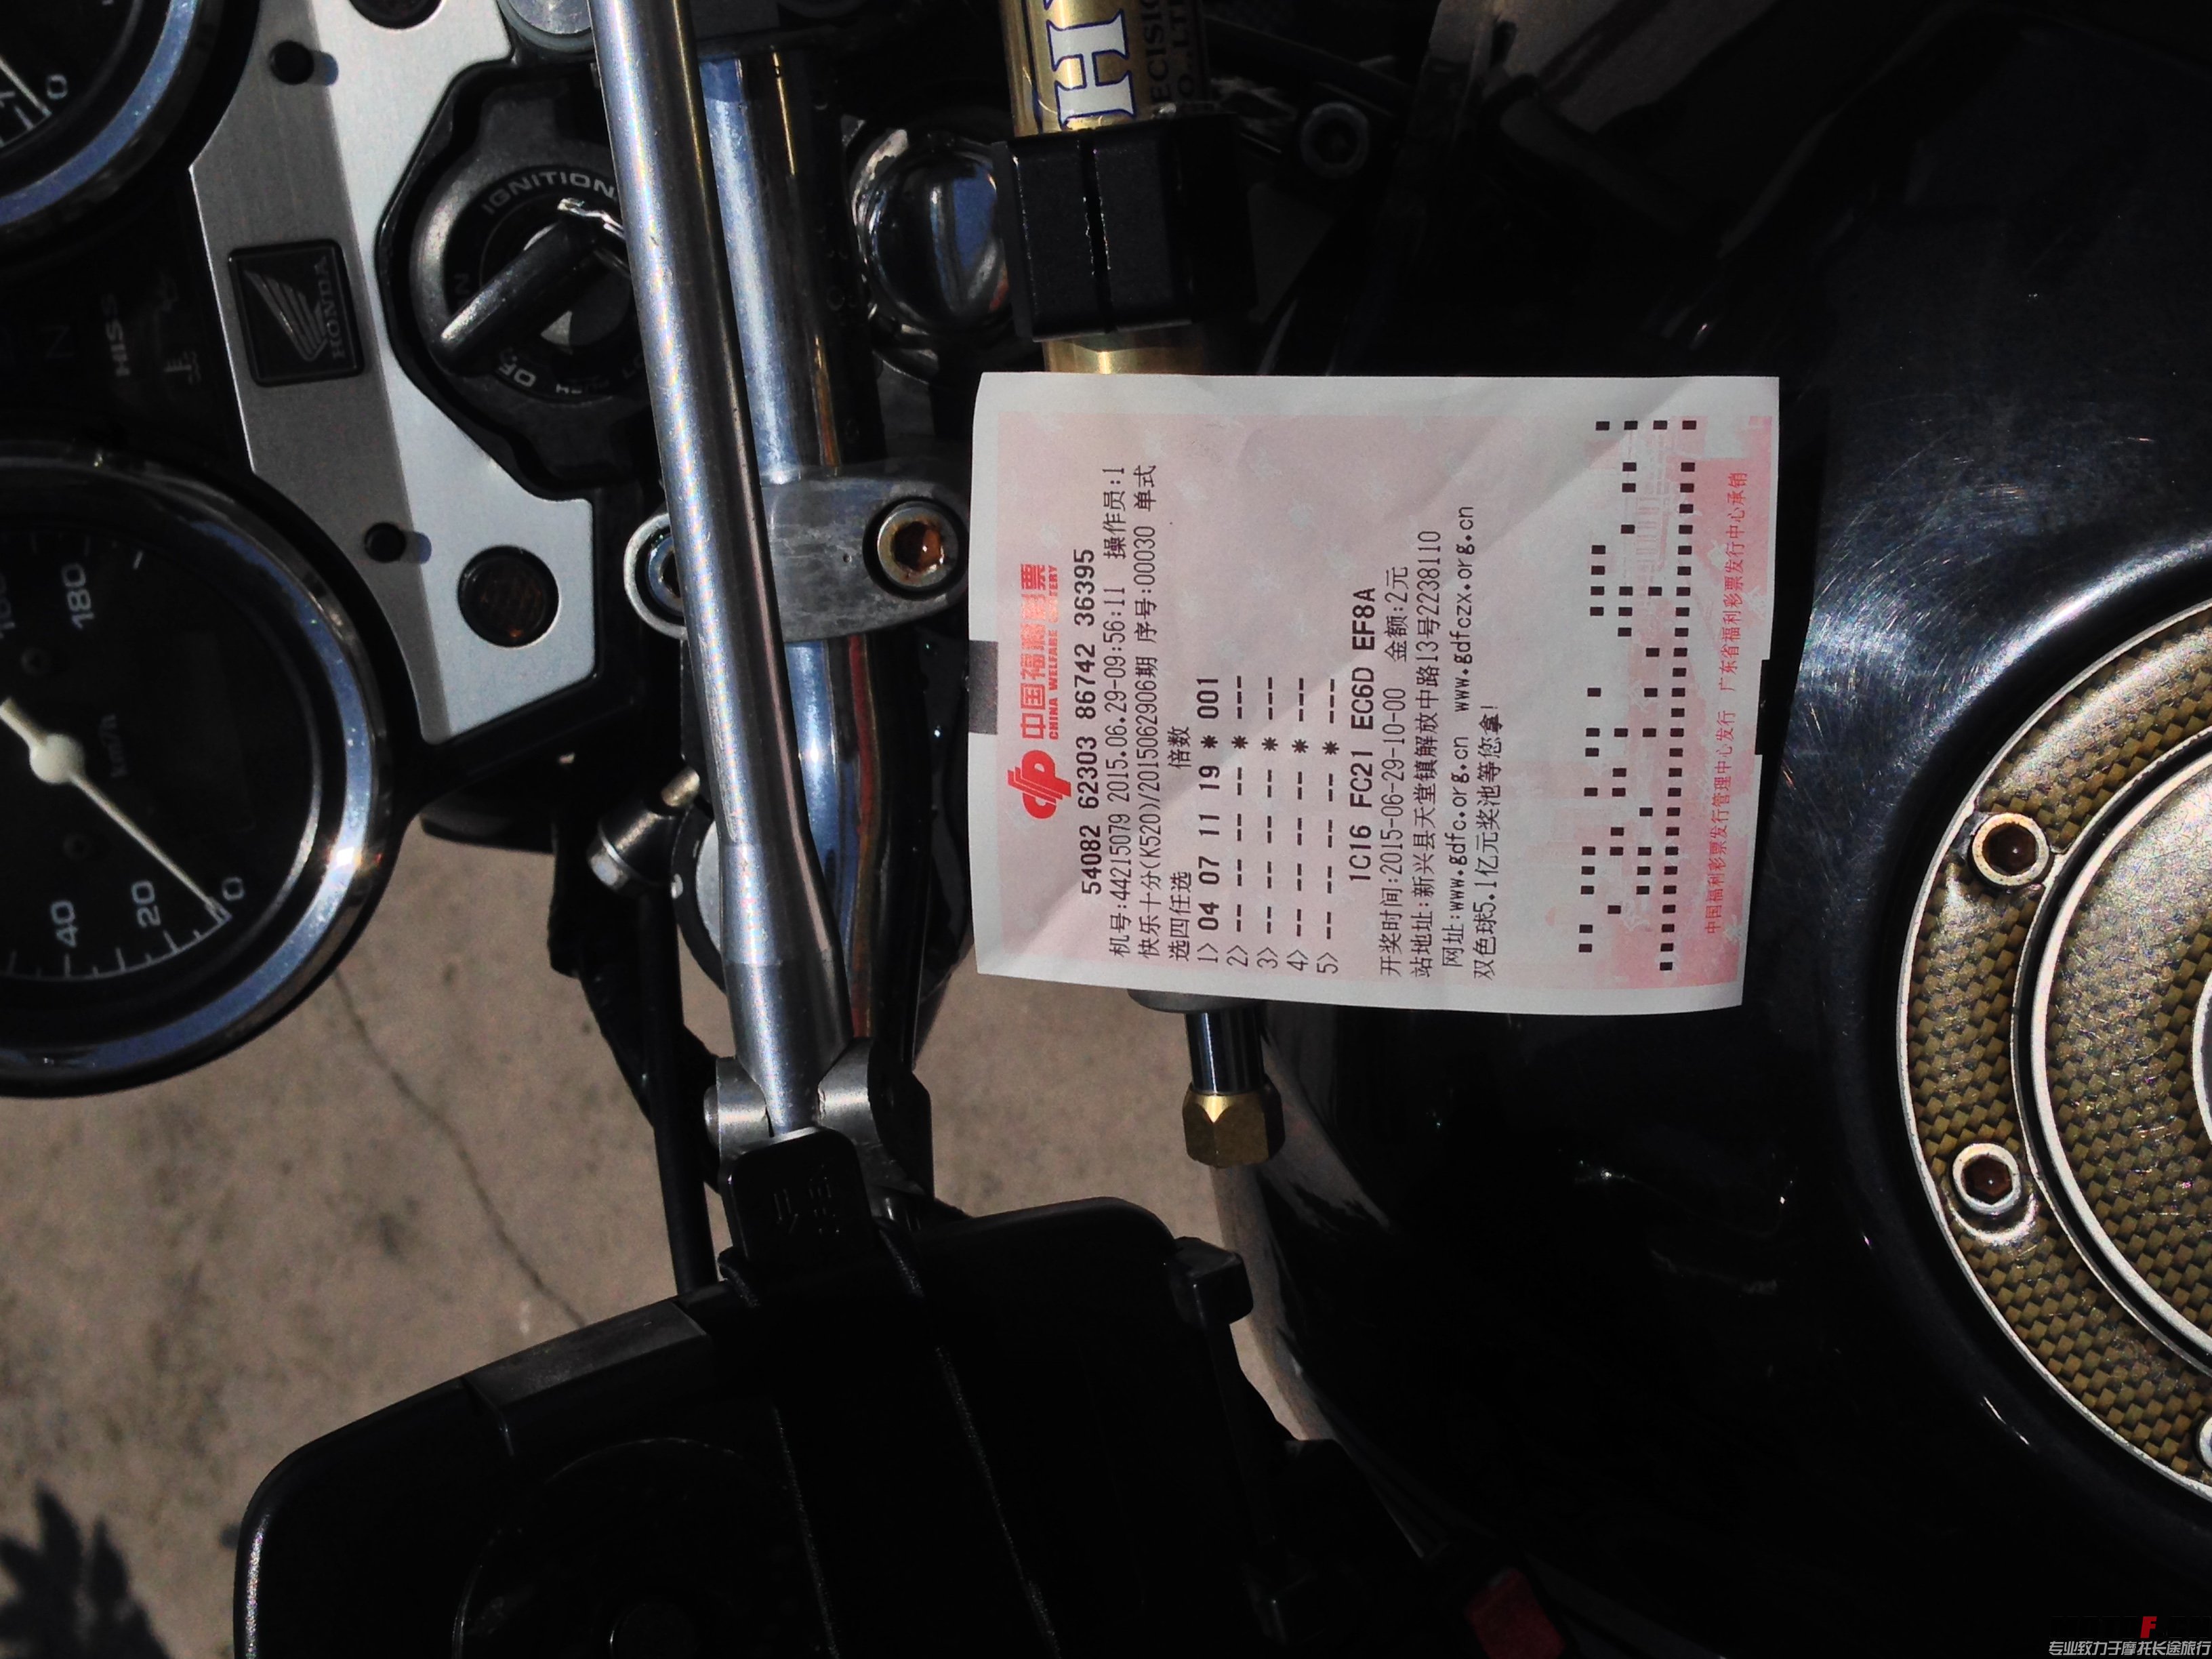 中国福利彩票
CHINA WELFARE LOTTERY
54082 62303 86742 36395
机号:44215079 2015.06.29-09:56:11 操作员:1
快乐十分(K520)/2015062906期 序号:00030 单式
选四任选 倍数
1> 04 07 11 19 * 001
2> -- -- -- -- * ---
3> -- -- -- -- * ---
4> -- -- -- -- * ---
5> -- -- -- -- * ---
1C16 FC21 EC6D EF8A
开奖时间:2015-06-29-10-00 金额:2元
站地址:新兴县天堂镇解放中路13号2238110
网址:www.gdfc.org.cn www.gdfczx.org.cn
双色球5.1亿元奖池等您拿!
中国福利彩票发行管理中心发行 广东省福利彩票发行中心承销
IGNITION
HONDA
HISS
N
km/h
0
20
40
180
0
H
F
专业致力于摩托长途旅行